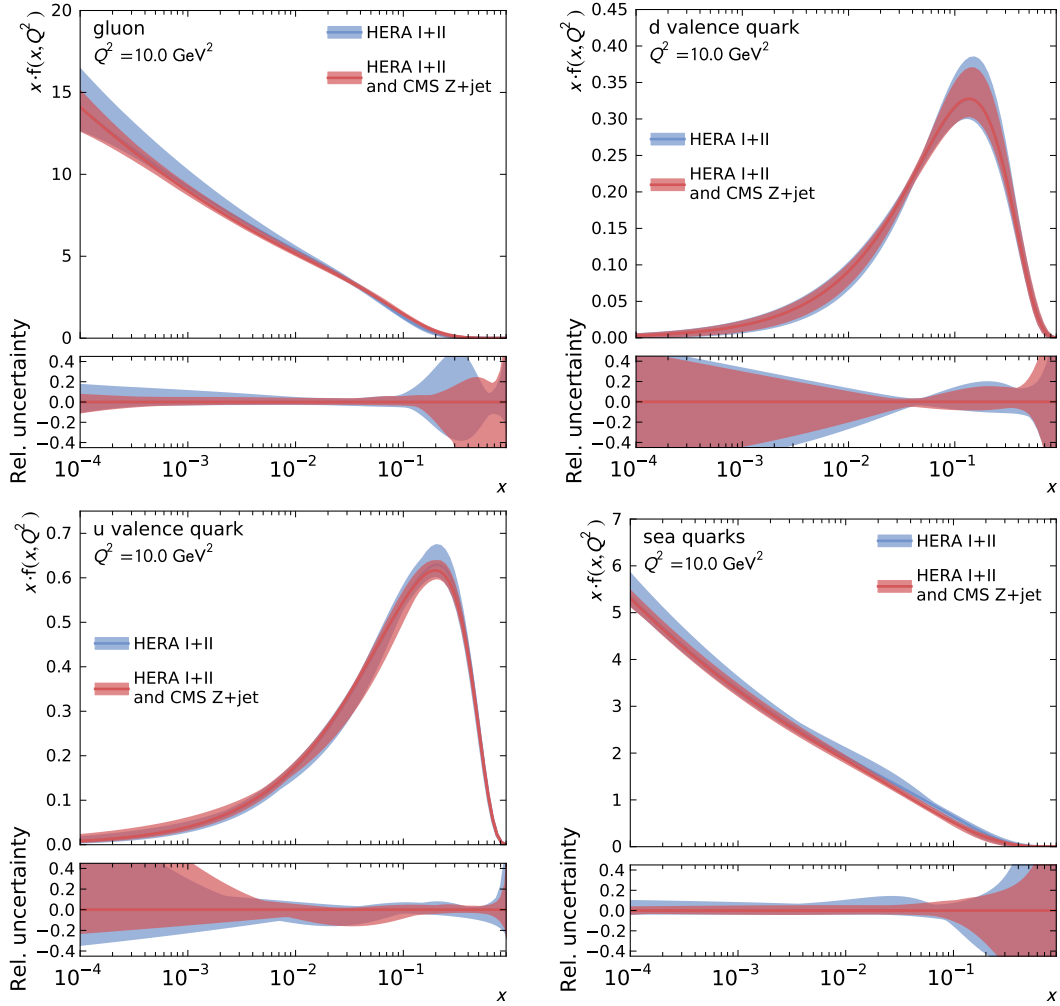 gluon
Q² =10.0 GeV²
HERA I+II
HERA I+II
and CMS Z+jet
x·f(x,Q²)
20
15
10
5
0
Rel. uncertainty
0.4
0.2
0.0
−0.2
−0.4
10⁻⁴
10⁻³
10⁻²
10⁻¹
x
d valence quark
Q² =10.0 GeV²
HERA I+II
HERA I+II
and CMS Z+jet
x·f(x,Q²)
0.45
0.40
0.35
0.30
0.25
0.20
0.15
0.10
0.05
0.00
Rel. uncertainty
0.4
0.2
0.0
−0.2
−0.4
10⁻⁴
10⁻³
10⁻²
10⁻¹
x
u valence quark
Q² =10.0 GeV²
HERA I+II
HERA I+II
and CMS Z+jet
x·f(x,Q²)
0.7
0.6
0.5
0.4
0.3
0.2
0.1
0.0
Rel. uncertainty
0.4
0.2
0.0
−0.2
−0.4
10⁻⁴
10⁻³
10⁻²
10⁻¹
x
sea quarks
Q² =10.0 GeV²
HERA I+II
HERA I+II
and CMS Z+jet
x·f(x,Q²)
7
6
5
4
3
2
1
0
Rel. uncertainty
0.4
0.2
0.0
−0.2
−0.4
10⁻⁴
10⁻³
10⁻²
10⁻¹
x